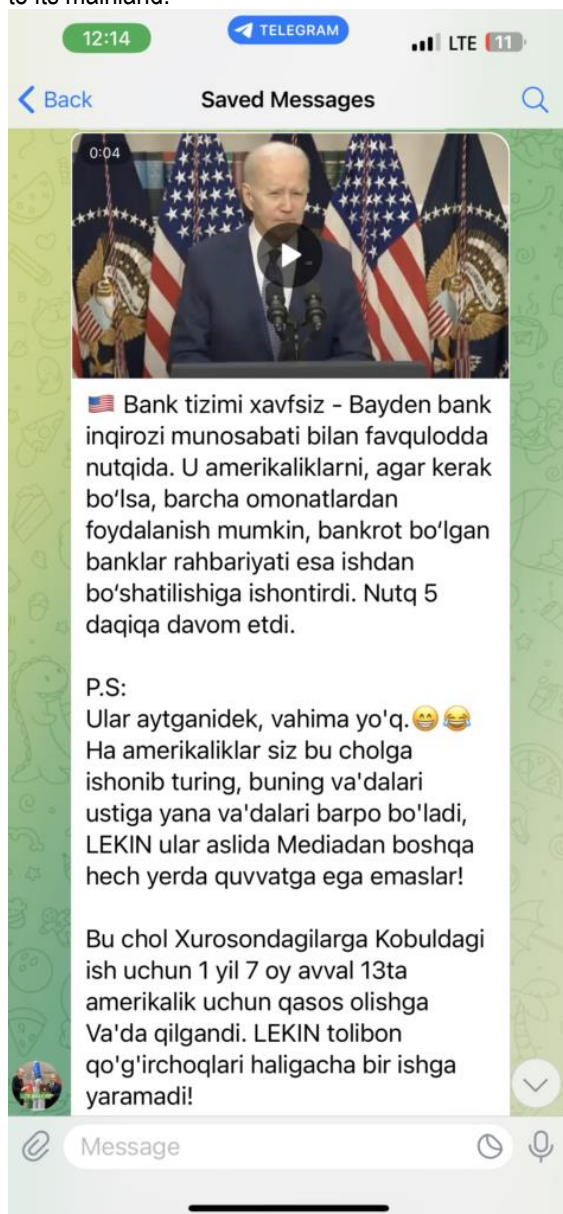 to its mainland.
12:14
TELEGRAM
LTE 11
Back
Saved Messages
0:04
🇺🇸 Bank tizimi xavfsiz - Bayden bank
inqirozi munosabati bilan favqulodda
nutqida. U amerikaliklarni, agar kerak
bo‘lsa, barcha omonatlardan
foydalanish mumkin, bankrot bo‘lgan
banklar rahbariyati esa ishdan
bo‘shatilishiga ishontirdi. Nutq 5
daqiqa davom etdi.
P.S:
Ular aytganidek, vahima yo'q.😁😂
Ha amerikaliklar siz bu cholga
ishonib turing, buning va'dalari
ustiga yana va'dalari barpo bo'ladi,
LEKIN ular aslida Mediadan boshqa
hech yerda quvvatga ega emaslar!
Bu chol Xurosondagilarga Kobuldagi
ish uchun 1 yil 7 oy avval 13ta
amerikalik uchun qasos olishga
Va'da qilgandi. LEKIN tolibon
qo'g'irchoqlari haligacha bir ishga
yaramadi!
Message